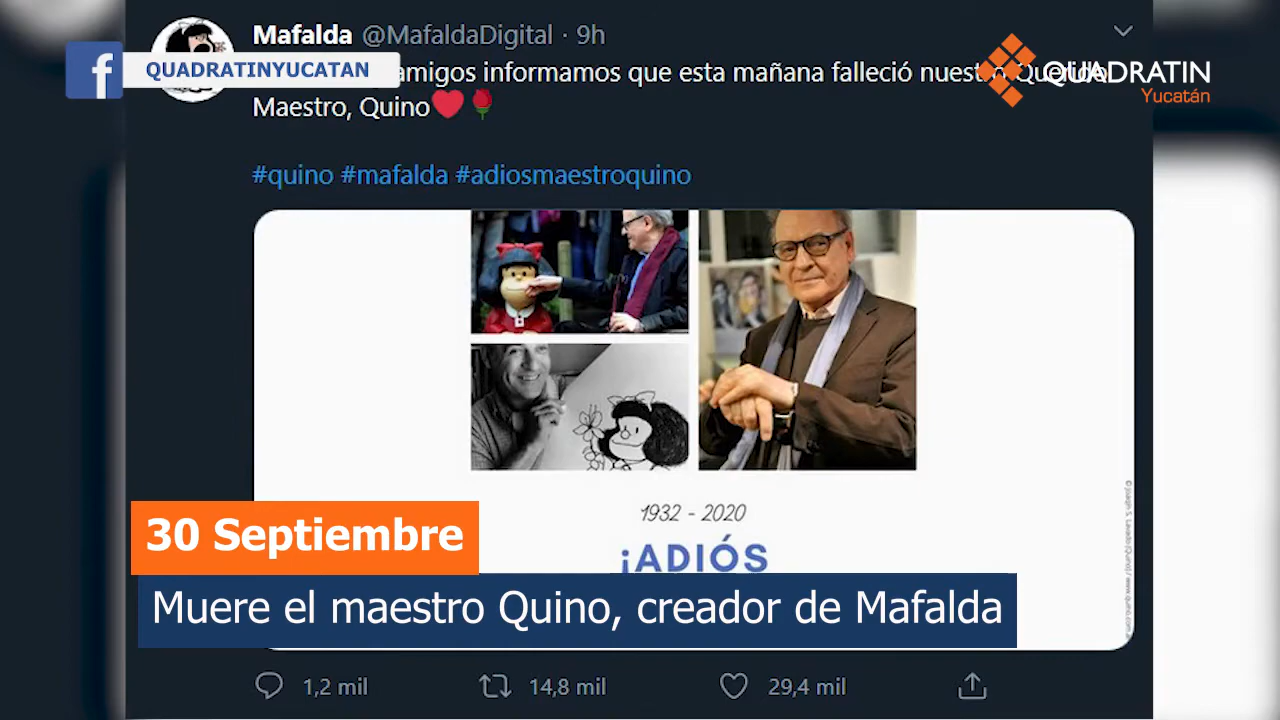 Mafalda @MafaldaDigital · 9h
QUADRATINYUCATAN
amigos informamos que esta mañana falleció nuestro Querido
Maestro, Quino❤️🌹
QUADRATIN
Yucatán
#quino #mafalda #adiosmaestroquino
1932 - 2020
¡ADIÓS
30 Septiembre
Muere el maestro Quino, creador de Mafalda
1,2 mil 14,8 mil 29,4 mil